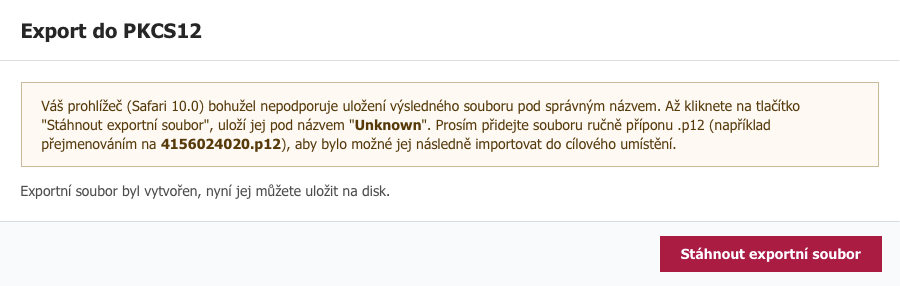 Export do PKCS12
Váš prohlížeč (Safari 10.0) bohužel nepodporuje uložení výsledného souboru pod správným názvem. Až kliknete na tlačítko
"Stáhnout exportní soubor", uloží jej pod názvem "Unknown". Prosím přidejte souboru ručně příponu .p12 (například
přejmenováním na 4156024020.p12), aby bylo možné jej následně importovat do cílového umístění.
Exportní soubor byl vytvořen, nyní jej můžete uložit na disk.
Stáhnout exportní soubor